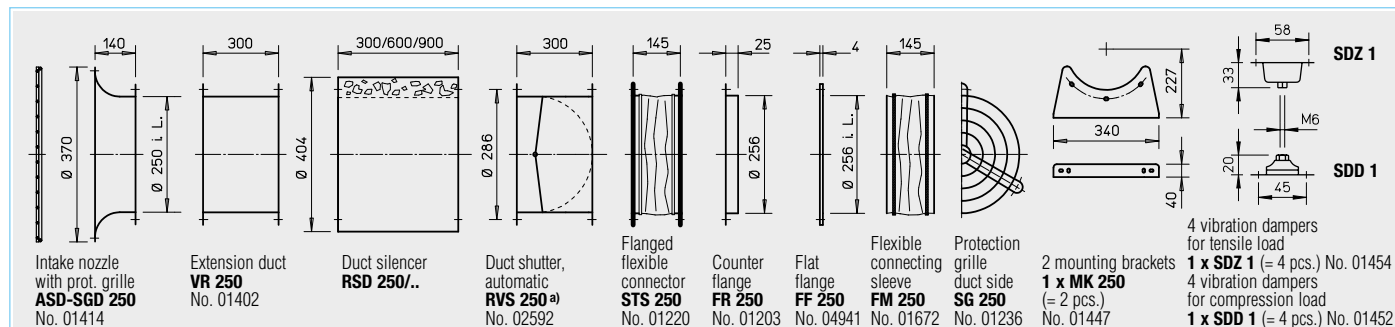 140
Ø 370
Ø 250 i. L.
Intake nozzle
with prot. grille
ASD-SGD 250
No. 01414
300
Extension duct
VR 250
No. 01402
300/600/900
Ø 404
Duct silencer
RSD 250/..
300
Ø 286
Duct shutter,
automatic
RVS 250 a)
No. 02592
145
Flanged
flexible
connector
STS 250
No. 01220
25
Ø 256
Counter
flange
FR 250
No. 01203
4
Ø 256 i. L.
Flat
flange
FF 250
No. 04941
145
Flexible
connecting
sleeve
FM 250
No. 01672
Protection
grille
duct side
SG 250
No. 01236
227
340
40
2 mounting brackets
1 x MK 250
(= 2 pcs.)
No. 01447
58
SDZ 1
33
M6
20
SDD 1
45
4 vibration dampers
for tensile load
1 x SDZ 1 (= 4 pcs.) No. 01454
4 vibration dampers
for compression load
1 x SDD 1 (= 4 pcs.) No. 01452